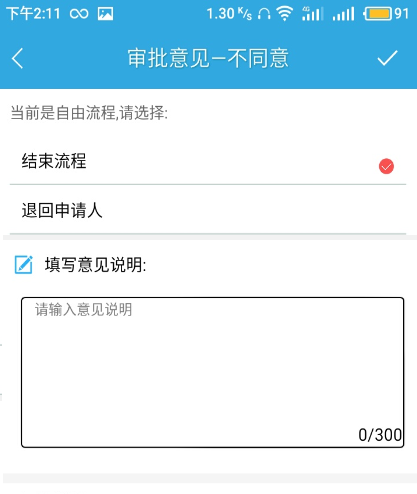 下午2:11
1.30 K/s
4G
91
审批意见—不同意
当前是自由流程,请选择:
结束流程
退回申请人
填写意见说明:
请输入意见说明
0/300